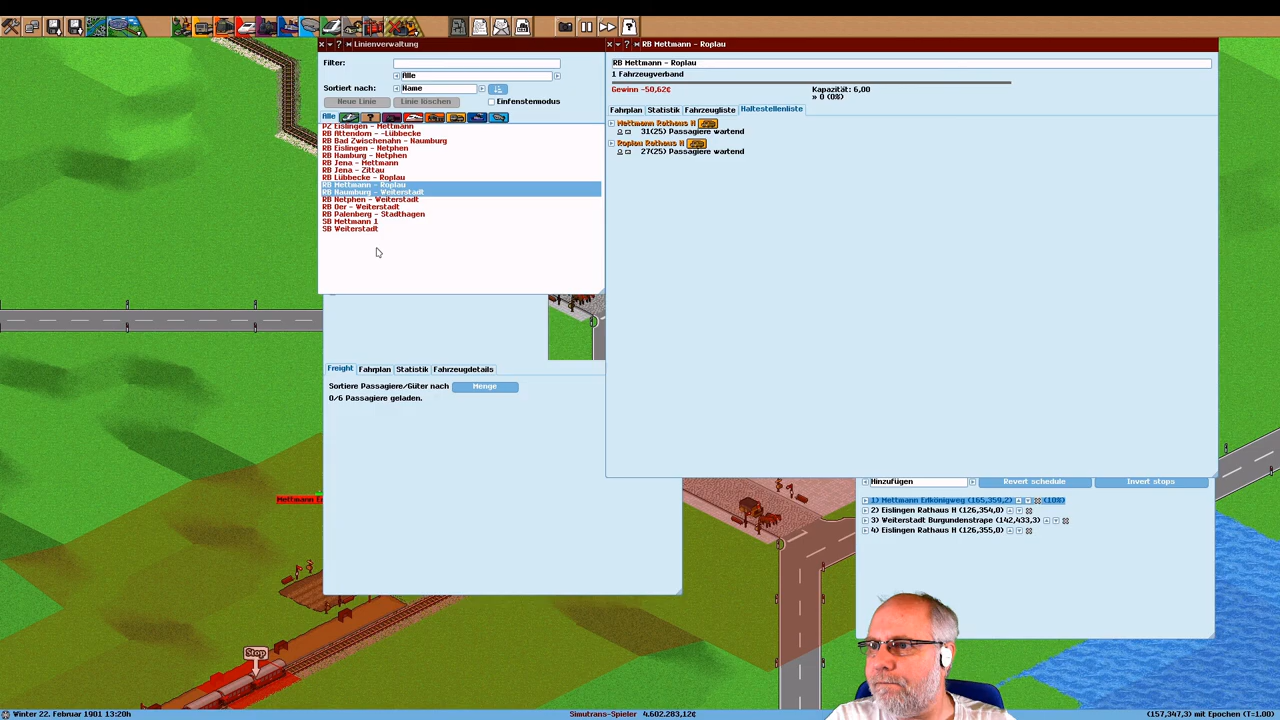 Linienverwaltung
RB Mettmann - Roplau
Filter:
RB Mettmann - Roplau
Alle
1 Fahrzeugverband
Sortiert nach:
Name
Gewinn -50,62¢
Kapazität: 6,00
» 0 (0%)
Neue Linie
Linie löschen
Einfenstermodus
Fahrplan
Statistik
Fahrzeugliste
Haltestellenliste
Alle
PZ Eislingen - Mettmann
RB Attendorn - -Lübbecke
RB Bad Zwischenahn - Naumburg
RB Eislingen - Netphen
RB Hamburg - Netphen
RB Jena - Mettmann
RB Jena - Zittau
RB Lübbecke - Roplau
RB Mettmann - Roplau
RB Naumburg - Weiterstadt
RB Netphen - Weiterstadt
RB Oer - Weiterstadt
RB Palenberg - Stadthagen
SB Mettmann 1
SB Weiterstadt
Mettmann Rathaus H
31(25) Passagiere wartend
Roplau Rathaus H
27(25) Passagiere wartend
Freight
Fahrplan
Statistik
Fahrzeugdetails
Sortiere Passagiere/Güter nach
Menge
0/6 Passagiere geladen.
Hinzufügen
Revert schedule
Invert stops
1) Mettmann Erlkönigweg (165,359,2)
(10%)
2) Eislingen Rathaus H (126,354,0)
3) Weiterstadt Burgundenstrape (142,433,3)
4) Eislingen Rathaus H (126,355,0)
Stop
Winter 22. Februar 1901 13:20h
Simutrans-Spieler
4.602.283,12¢
(157,347,3) mit Epochen (T=1.00)